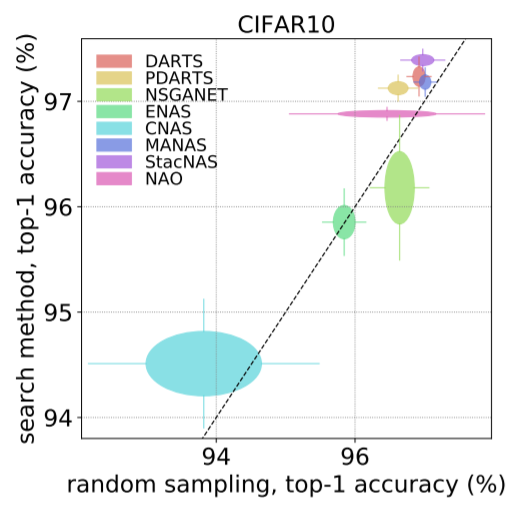 CIFAR10
search method, top-1 accuracy (%)
97
96
95
94
DARTS
PDARTS
NSGANET
ENAS
CNAS
MANAS
StacNAS
NAO
94
96
random sampling, top-1 accuracy (%)